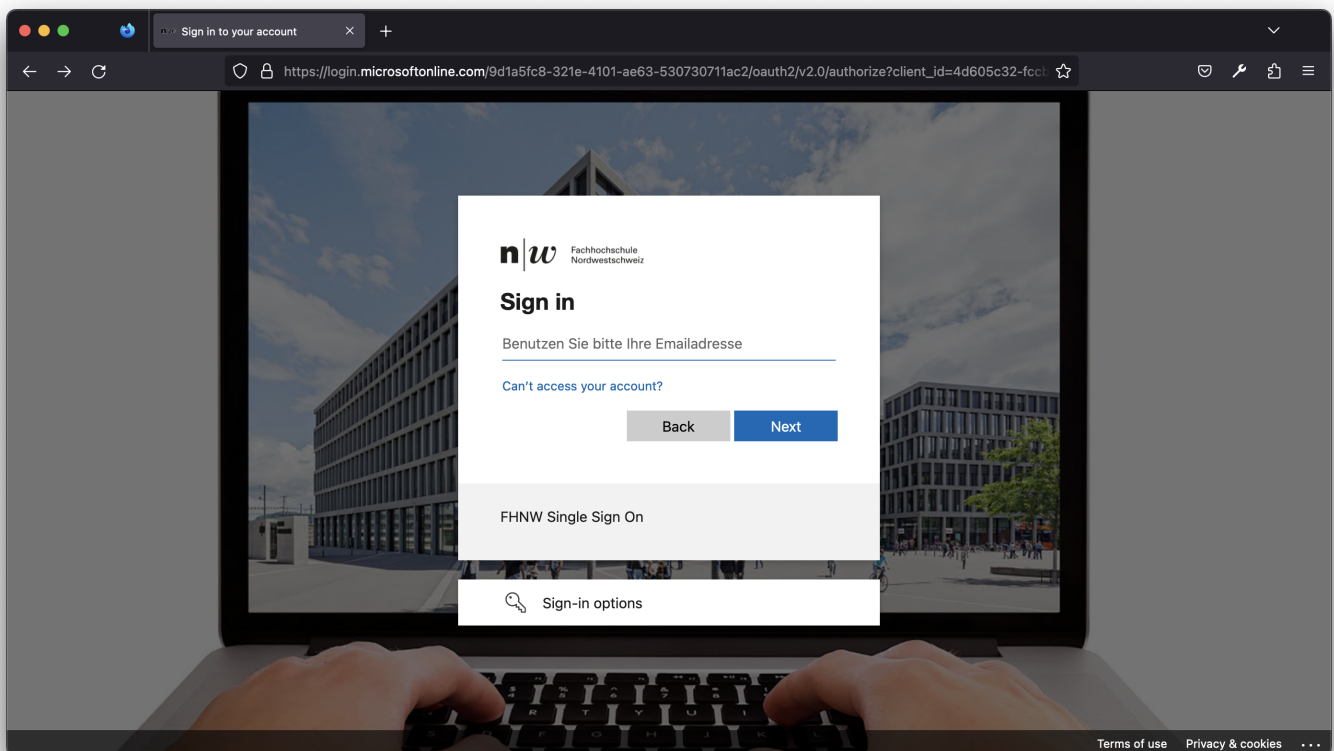 Sign in to your account
https://login.microsoftonline.com/9d1a5fc8-321e-4101-ae63-530730711ac2/oauth2/v2.0/authorize?client_id=4d605c32-fccb
n|w Fachhochschule
Nordwestschweiz
Sign in
Benutzen Sie bitte Ihre Emailadresse
Can't access your account?
Back Next
FHNW Single Sign On
Sign-in options
Terms of use Privacy & cookies ...